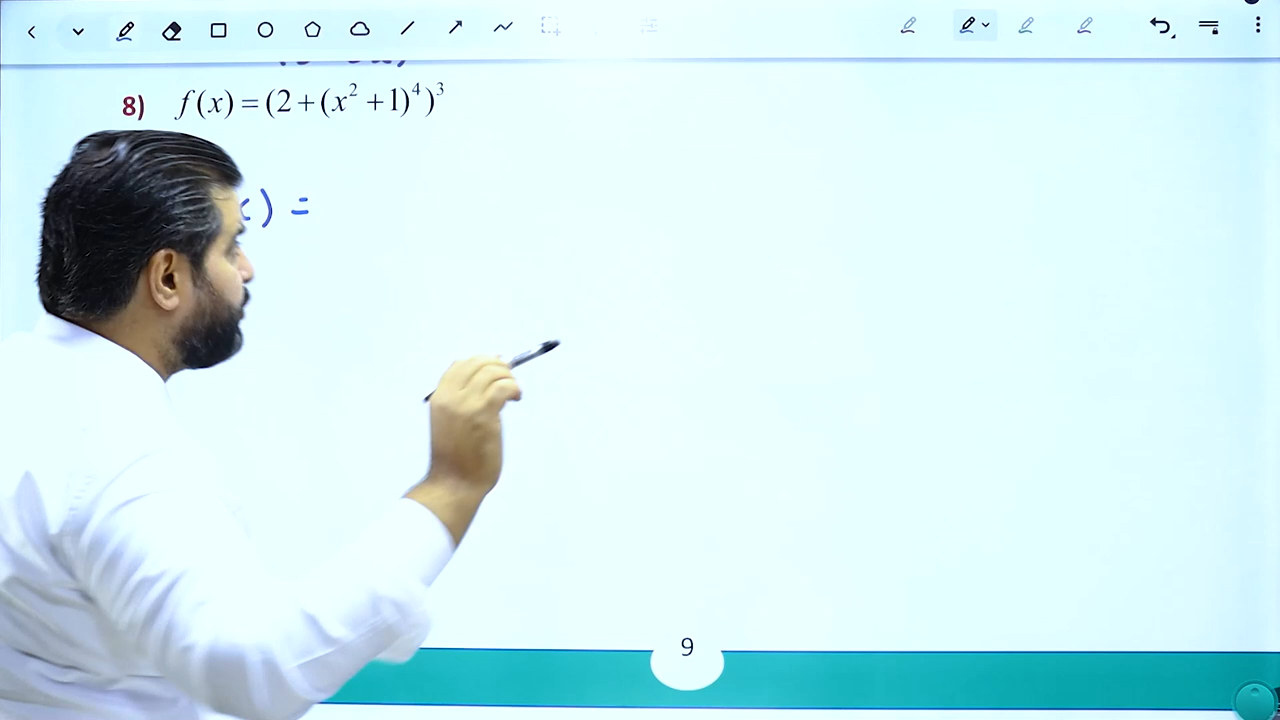 8) f(x) = (2 + (x² + 1)⁴)³
) =
9